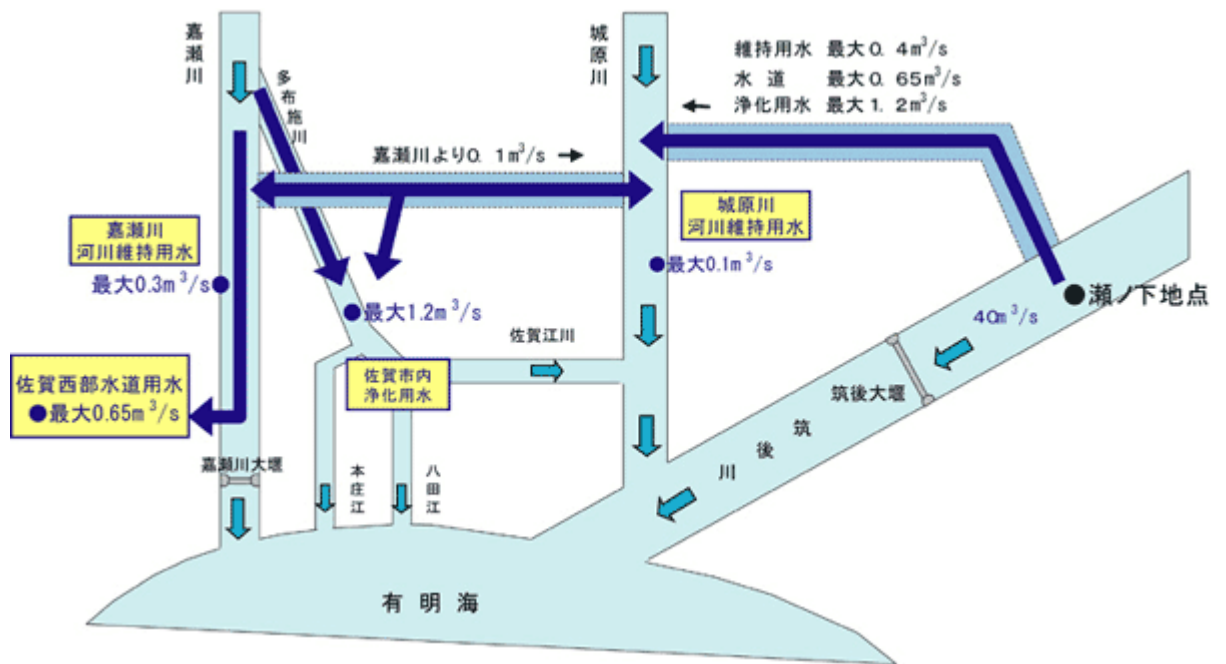 嘉瀬川
城原川
維持用水 最大0.4m³/s
水道 最大0.65m³/s
← 浄化用水 最大1.2m³/s
多布施川
嘉瀬川より0.1m³/s →
嘉瀬川
河川維持用水
最大0.3m³/s
城原川
河川維持用水
最大0.1m³/s
瀬ノ下地点
40m³/s
最大1.2m³/s
佐賀江川
佐賀西部水道用水
最大0.65m³/s
佐賀市内
浄化用水
筑後大堰
筑後川
嘉瀬川大堰
本庄江
八田江
有明海